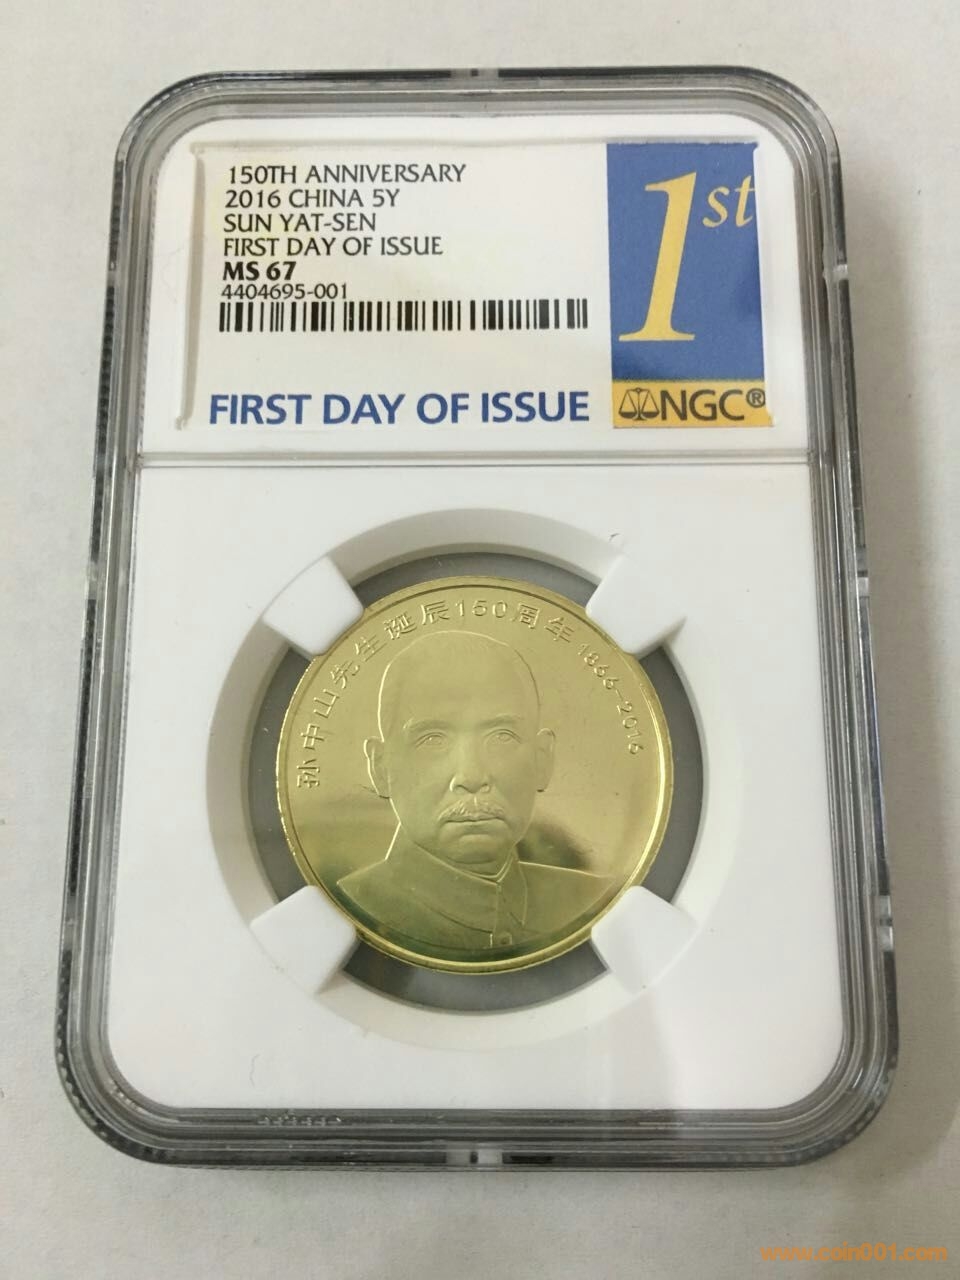 150TH ANNIVERSARY
2016 CHINA 5Y
SUN YAT-SEN
FIRST DAY OF ISSUE
MS 67
4404695-001
FIRST DAY OF ISSUE
1st
NGC®
孙中山先生诞辰150周年 1866-2016
www.coin001.com